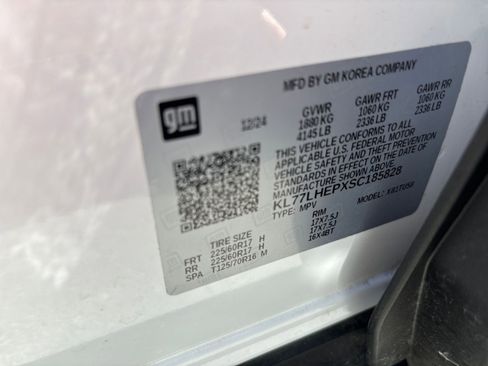 gm
MFD BY GM KOREA COMPANY
12/24
GVWR GAWR FRT GAWR RR
1880 KG 1060 KG 1060 KG
4145 LB 2336 LB 2336 LB
THIS VEHICLE CONFORMS TO ALL
APPLICABLE U.S. FEDERAL MOTOR
VEHICLE SAFETY AND THEFT PREVENTION
STANDARDS IN EFFECT ON THE DATE OF
MANUFACTURE SHOWN ABOVE.
KL77LHEPXSC185828
TYPE: MPV MODEL:
TIRE SIZE RIM
FRT 225/60R17 H 17X7.5J
RR 225/60R17 H 17X7.5J
SPA T125/70R16 M 16X4BT